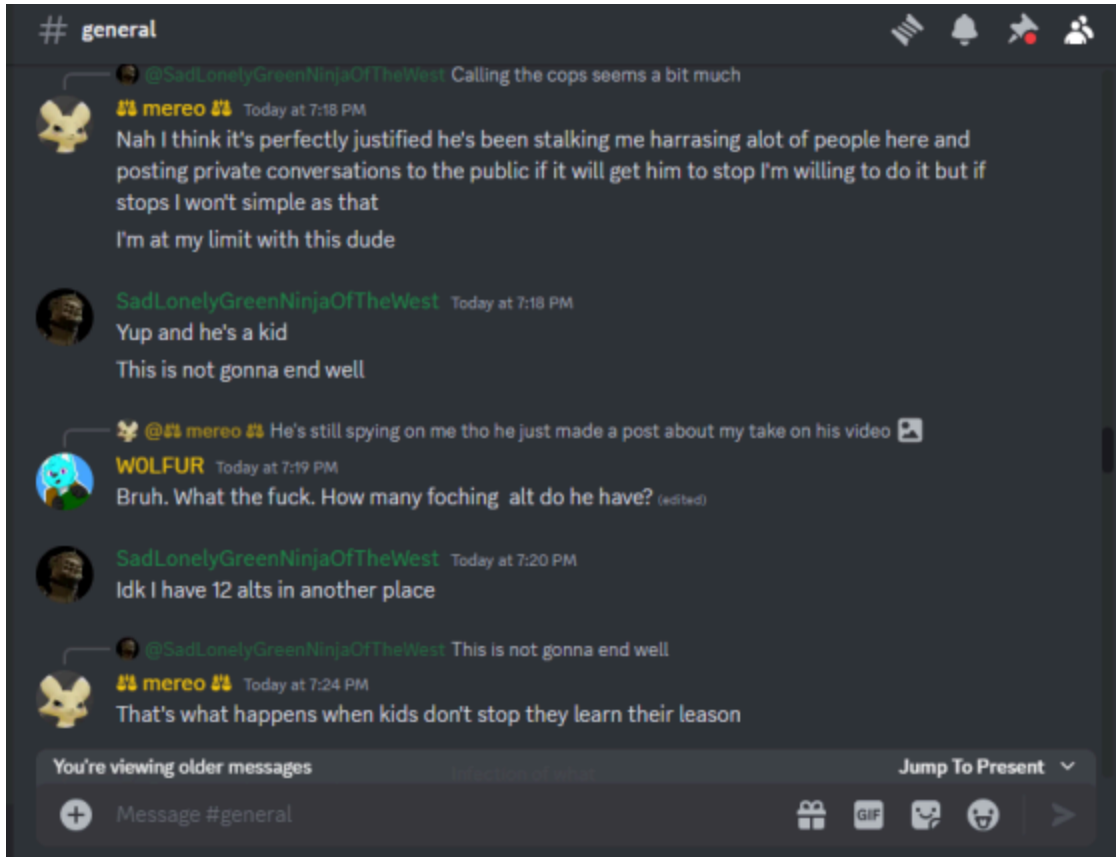 # general
@SadLonelyGreenNinjaOfTheWest Calling the cops seems a bit much
mereo Today at 7:18 PM
Nah I think it's perfectly justified he's been stalking me harrasing alot of people here and
posting private conversations to the public if it will get him to stop I'm willing to do it but if
stops I won't simple as that
I'm at my limit with this dude
SadLonelyGreenNinjaOfTheWest Today at 7:18 PM
Yup and he's a kid
This is not gonna end well
@ mereo He's still spying on me tho he just made a post about my take on his video
WOLFUR Today at 7:19 PM
Bruh. What the fuck. How many foching alt do he have? (edited)
SadLonelyGreenNinjaOfTheWest Today at 7:20 PM
Idk I have 12 alts in another place
@SadLonelyGreenNinjaOfTheWest This is not gonna end well
mereo Today at 7:24 PM
That's what happens when kids don't stop they learn their leason
Infection of what
You're viewing older messages Jump To Present
Message #general GIF